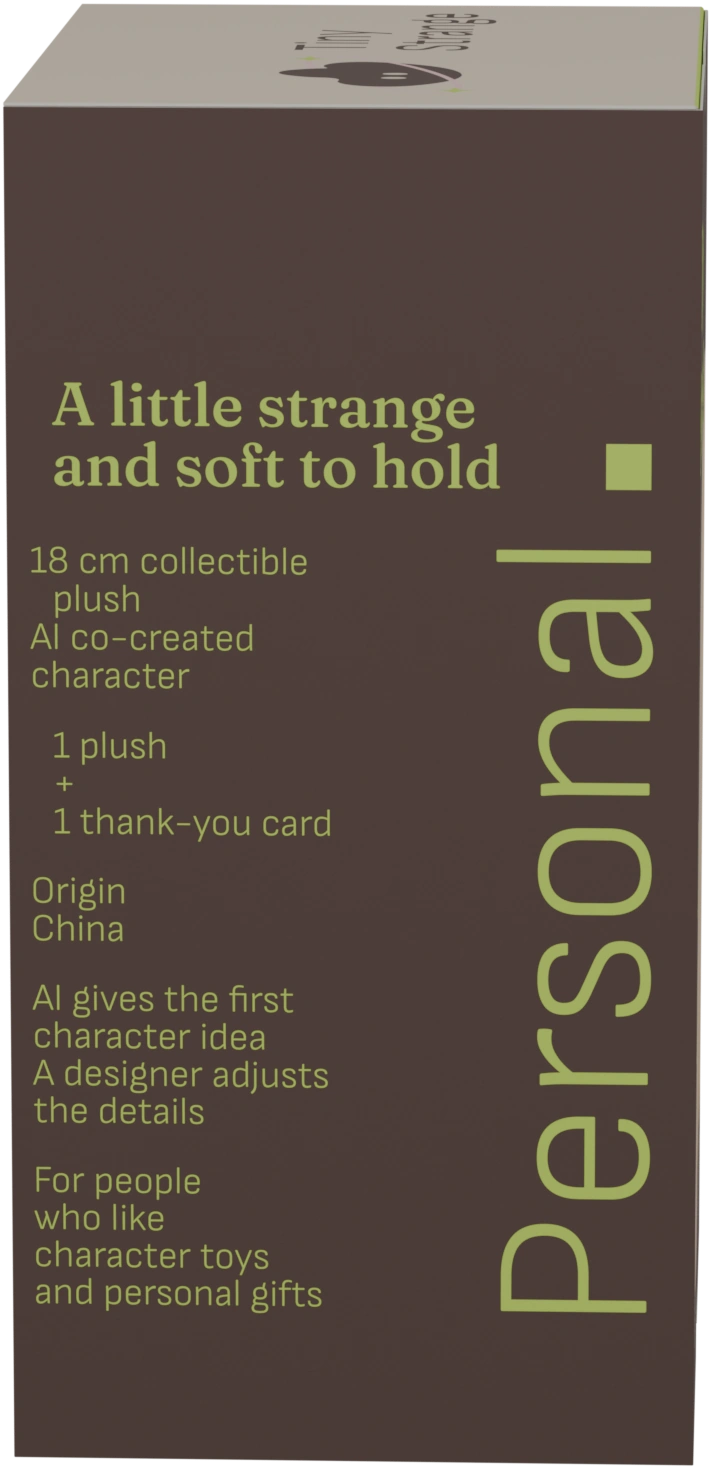 Tiny
Strange
A little strange
and soft to hold
18 cm collectible
plush
AI co-created
character
1 plush
+
1 thank-you card
Origin
China
AI gives the first
character idea
A designer adjusts
the details
For people
who like
character toys
and personal gifts
Personal.